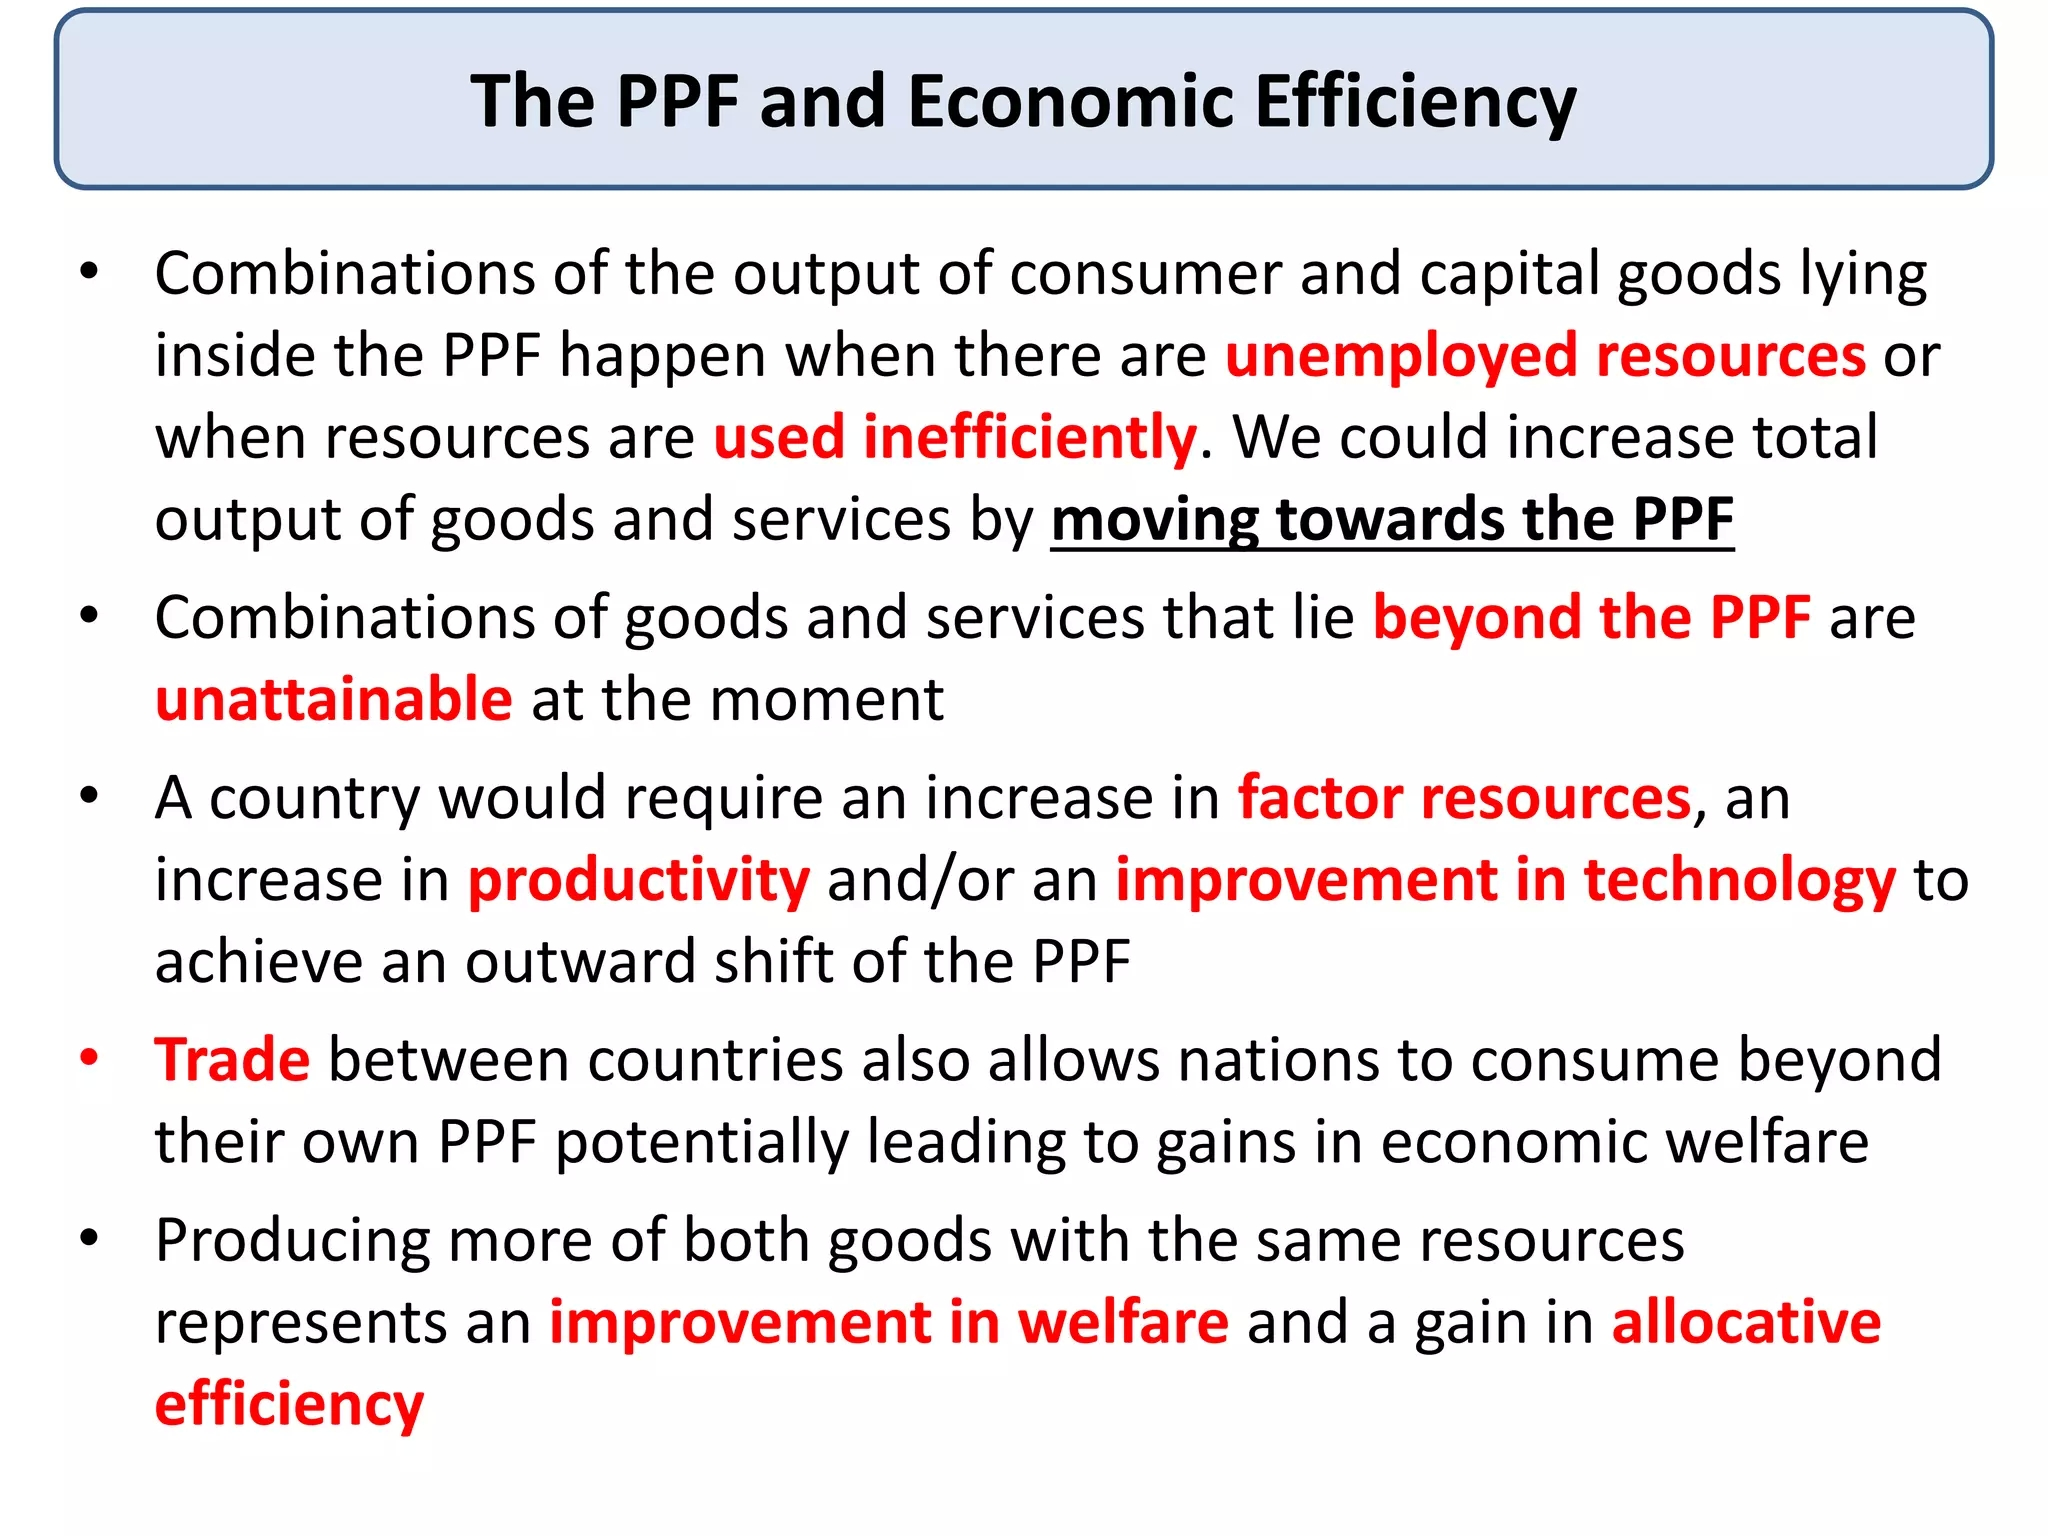 The PPF and Economic Efficiency
• Combinations of the output of consumer and capital goods lying
inside the PPF happen when there are unemployed resources or
when resources are used inefficiently. We could increase total
output of goods and services by moving towards the PPF
• Combinations of goods and services that lie beyond the PPF are
unattainable at the moment
• A country would require an increase in factor resources, an
increase in productivity and/or an improvement in technology to
achieve an outward shift of the PPF
• Trade between countries also allows nations to consume beyond
their own PPF potentially leading to gains in economic welfare
• Producing more of both goods with the same resources
represents an improvement in welfare and a gain in allocative
efficiency